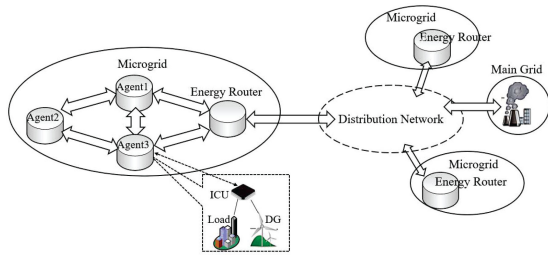 Microgrid
Agent1
Agent2
Agent3
Energy Router
ICU
Load
DG
Distribution Network
Microgrid
Energy Router
Main Grid
Microgrid
Energy Router